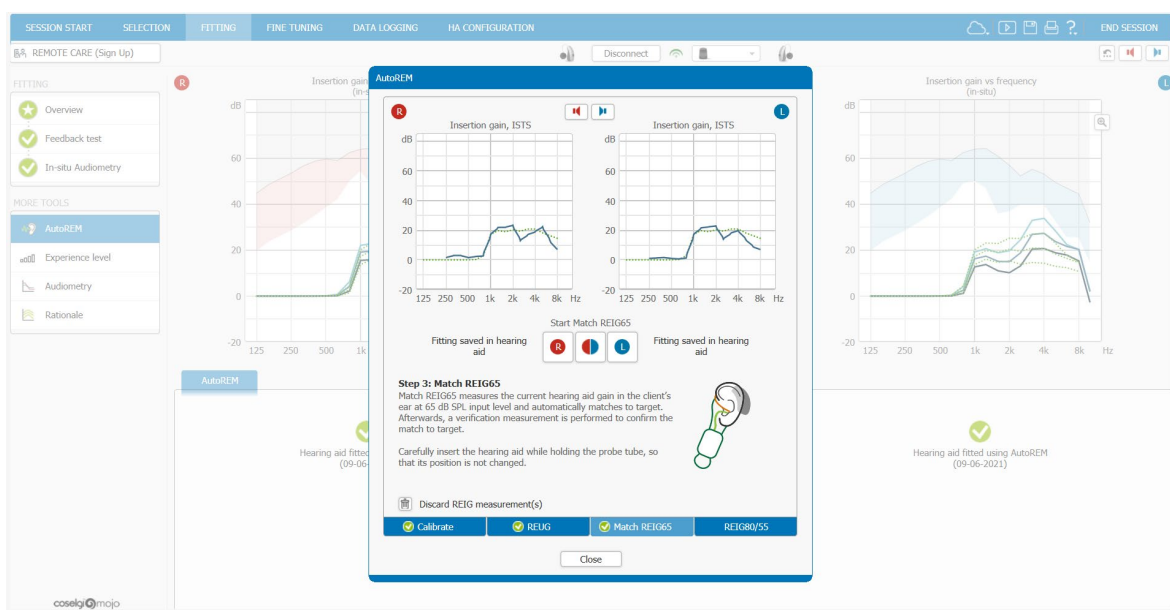 SESSION START SELECTION FITTING FINE TUNING DATA LOGGING HA CONFIGURATION END SESSION
REMOTE CARE (Sign Up) Disconnect
FITTING
Overview
Feedback test
In-situ Audiometry
MORE TOOLS
AutoREM
Experience level
Audiometry
Rationale
coselgi mojo
R
Insertion gain
(in-s
dB
60
40
20
0
-20
125 250 500 1k
AutoREM
Hearing aid fitted
(09-06-
AutoREM
R L
Insertion gain, ISTS
dB
60
40
20
0
-20
125 250 500 1k 2k 4k 8k Hz
Insertion gain, ISTS
dB
60
40
20
0
-20
125 250 500 1k 2k 4k 8k Hz
Start Match REIG65
Fitting saved in hearing
aid
R L
Fitting saved in hearing
aid
Step 3: Match REIG65
Match REIG65 measures the current hearing aid gain in the client's
ear at 65 dB SPL input level and automatically matches to target.
Afterwards, a verification measurement is performed to confirm the
match to target.
Carefully insert the hearing aid while holding the probe tube, so
that its position is not changed.
Discard REIG measurement(s)
Calibrate REUG Match REIG65 REIG80/55
Close
Insertion gain vs frequency
(in-situ)
L
dB
60
40
20
0
-20
125 250 500 1k 2k 4k 8k Hz
Hearing aid fitted using AutoREM
(09-06-2021)